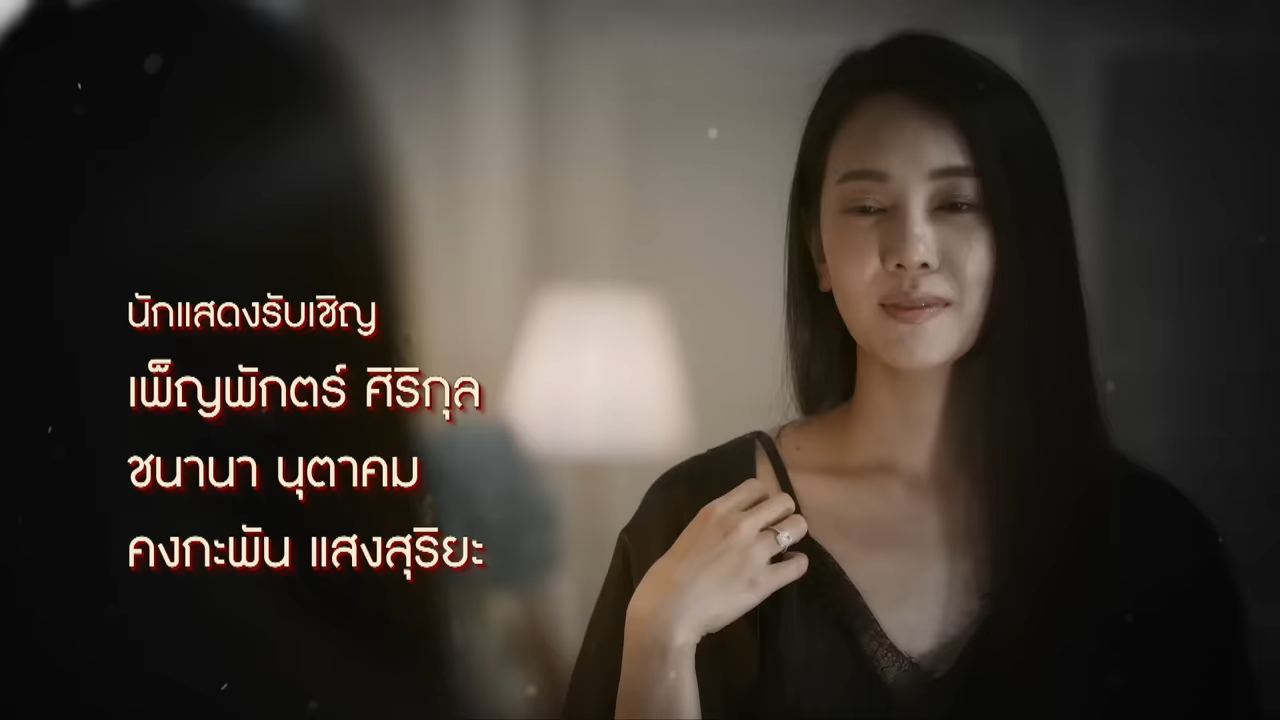 นักแสดงรับเชิญ
เพ็ญพักตร์ ศิริกุล
ชนานา นุตาคม
คงกะพัน แสงสุริยะ